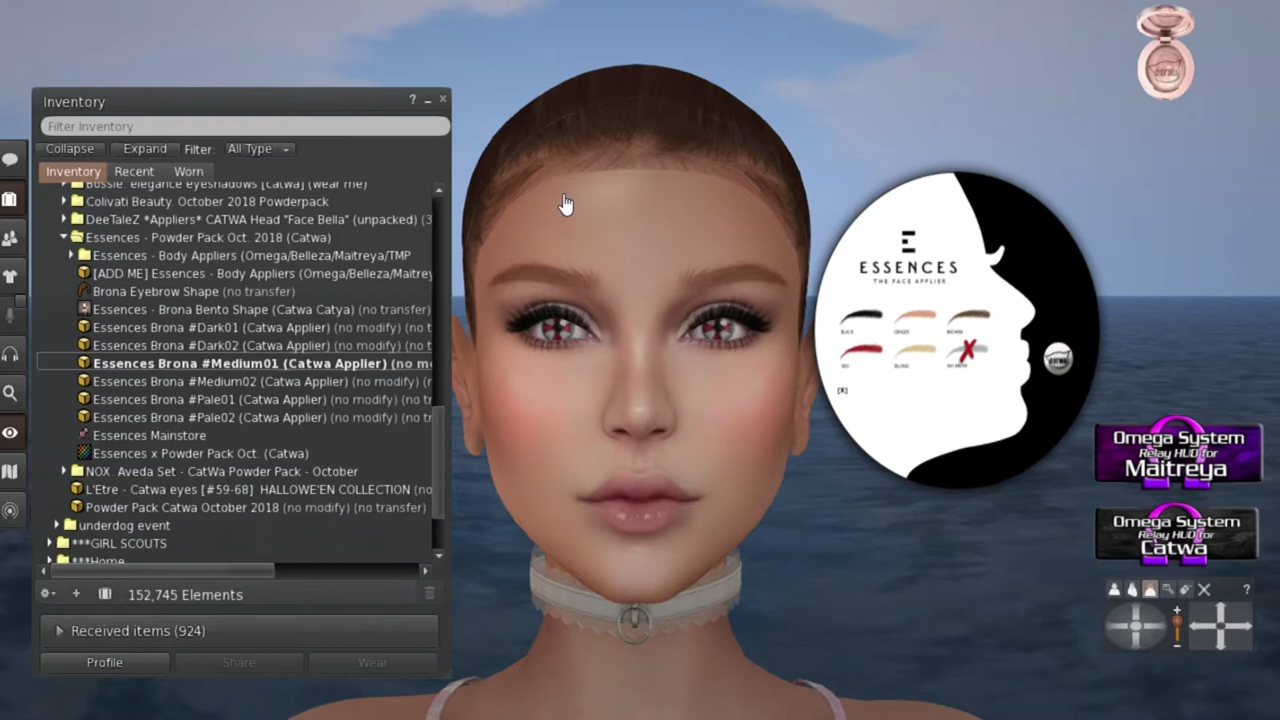 Inventory
?
Filter Inventory
Collapse Expand Filter: All Type
Inventory Recent Worn
Bossie. elegance eyeshadows [catwa] (wear me)
Colivati Beauty. October 2018 Powderpack
DeeTaleZ *Appliers* CATWA Head "Face Bella" (unpacked) (3
Essences - Powder Pack Oct. 2018 (Catwa)
Essences - Body Appliers (Omega/Belleza/Maitreya/TMP
[ADD ME] Essences - Body Appliers (Omega/Belleza/Maitrey
Brona Eyebrow Shape (no transfer)
Essences - Brona Bento Shape (Catwa Catya) (no transfer)
Essences Brona #Dark01 (Catwa Applier) (no modify) (no t
Essences Brona #Dark02 (Catwa Applier) (no modify) (no t
Essences Brona #Medium01 (Catwa Applier) (no m
Essences Brona #Medium02 (Catwa Applier) (no modify) (r
Essences Brona #Pale01 (Catwa Applier) (no modify) (no tr
Essences Brona #Pale02 (Catwa Applier) (no modify) (no tr
Essences Mainstore
Essences x Powder Pack Oct. (Catwa)
NOX. Aveda Set - CatWa Powder Pack - October
L'Etre - Catwa eyes [#59-68] HALLOWE'EN COLLECTION (no
Powder Pack Catwa October 2018 (no modify) (no transfer)
underdog event
***GIRL SCOUTS
***Home
152,745 Elements
Received items (924)
Profile Share Wear
E
ESSENCES
THE FACE APPLIER
BLACK GINGER BROWN
RED BLOND NO BROW
[X]
CATWA
Omega System
Relay HUD for
Maitreya
Omega System
Relay HUD for
Catwa
?